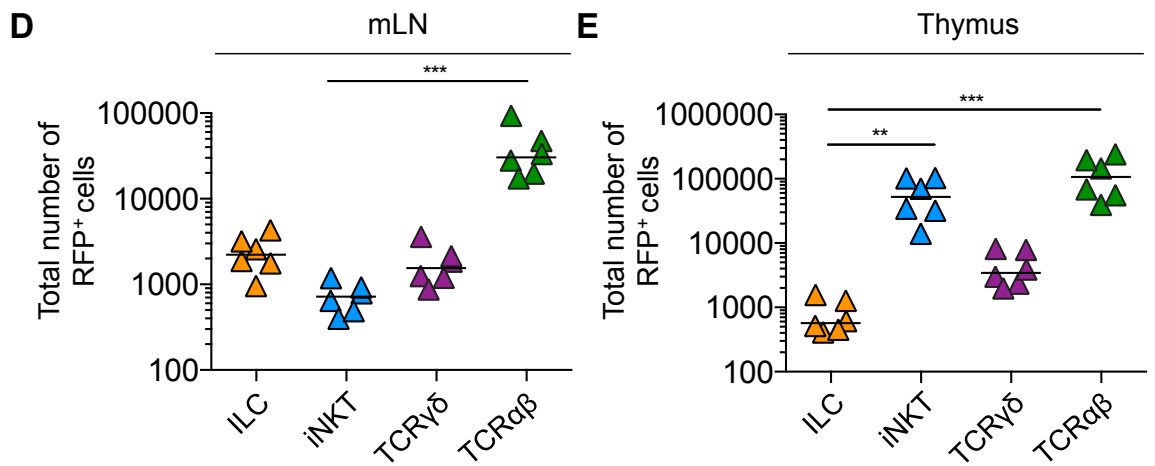 D
mLN
***
Total number of
RFP⁺ cells
100000
10000
1000
100
ILC
iNKT
TCRγδ
TCRαβ
E
Thymus
***
**
Total number of
RFP⁺ cells
1000000
100000
10000
1000
100
ILC
iNKT
TCRγδ
TCRαβ